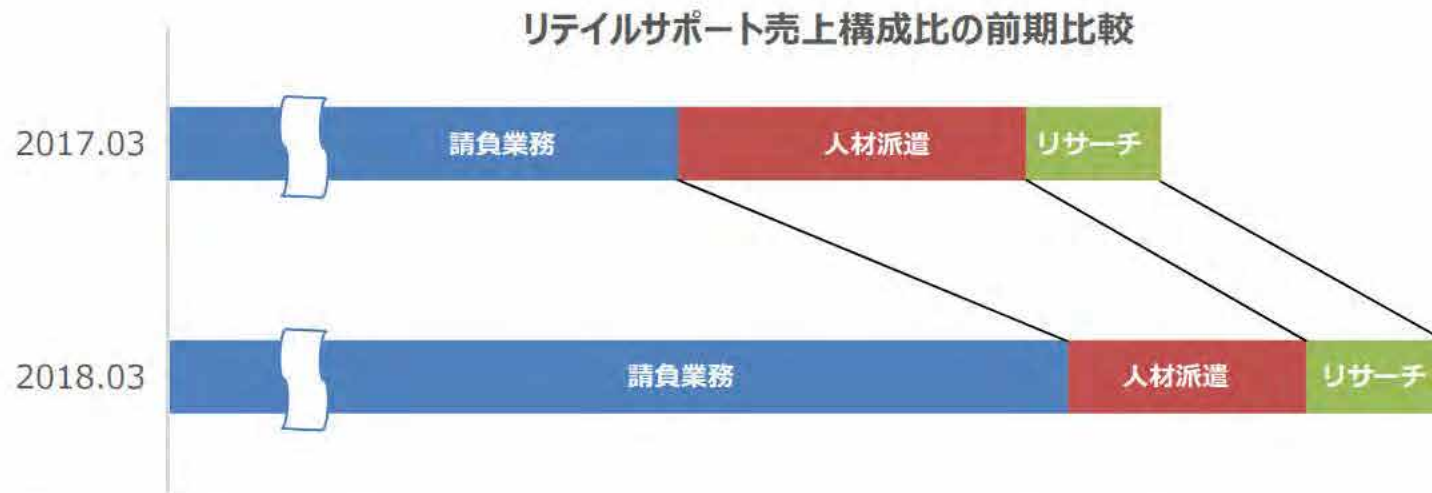 リテイルサポート売上構成比の前期比較
2017.03
請負業務
人材派遣
リサーチ
2018.03
請負業務
人材派遣
リサーチ